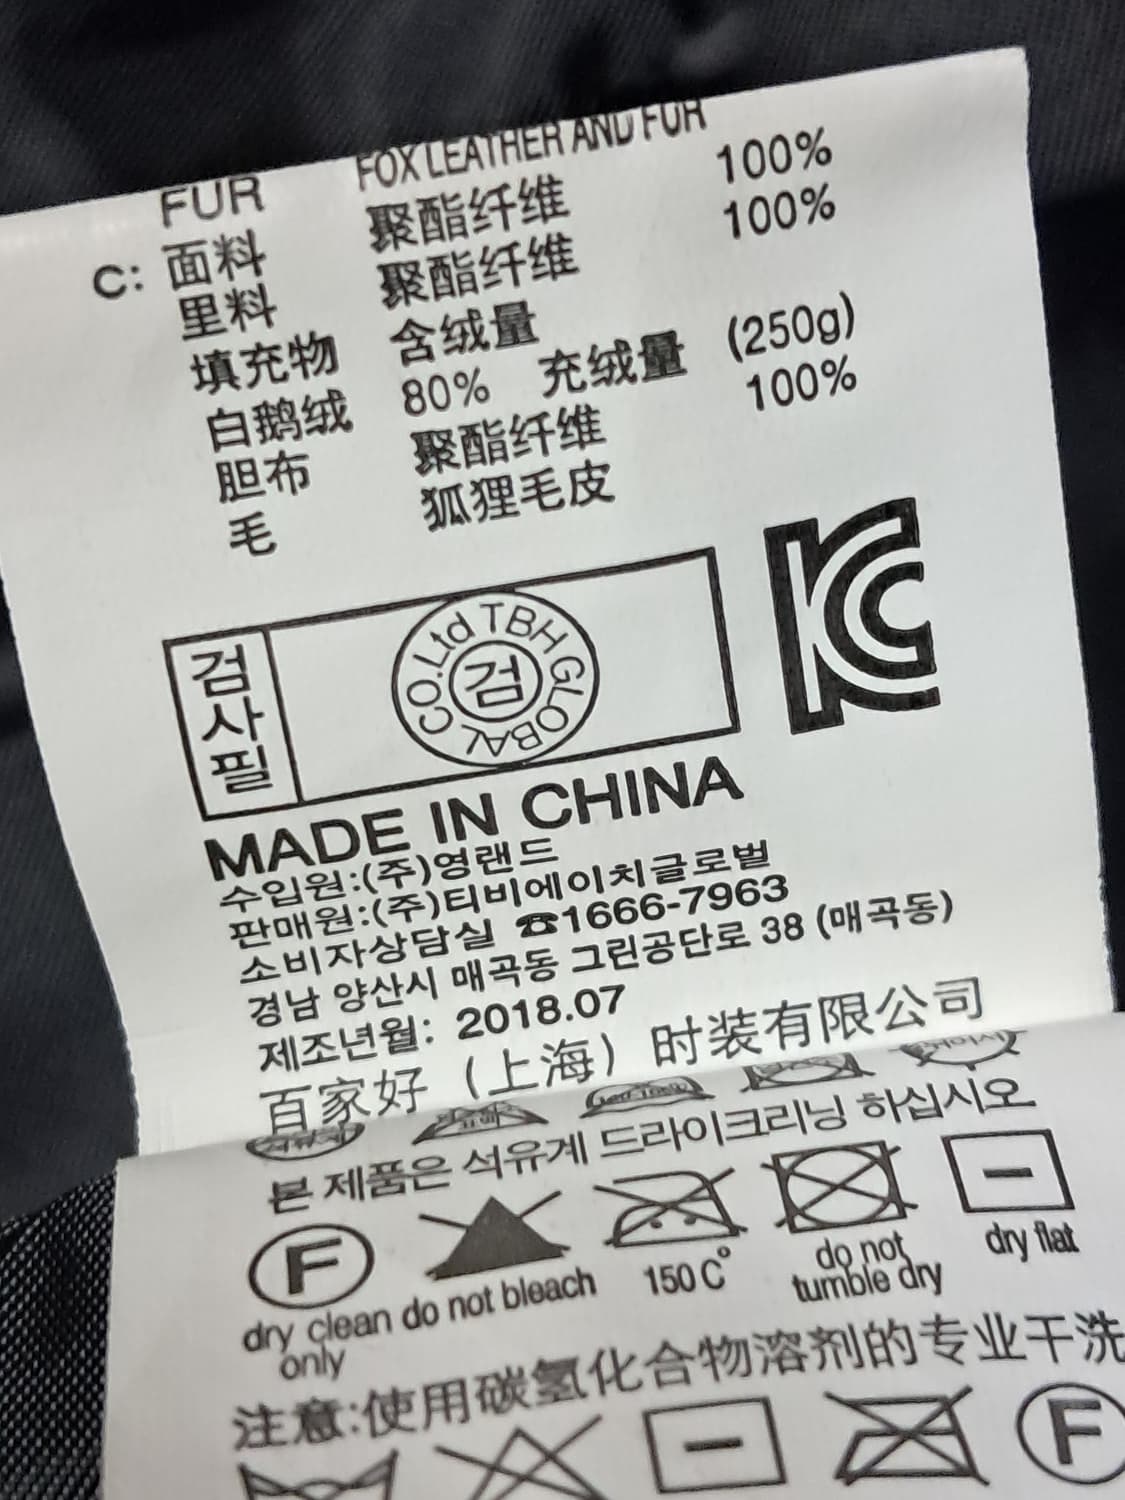 FUR FOX LEATHER AND FUR
C: 面料 聚酯纤维 100%
里料 聚酯纤维 100%
填充物 含绒量
白鹅绒 80% 充绒量 (250g)
胆布 聚酯纤维 100%
毛 狐狸毛皮
검사필
CO.Ltd TBH GLOBAL
검
KC
MADE IN CHINA
수입원:(주)영랜드
판매원:(주)티비에이치글로벌
소비자상담실 ☎1666-7963
경남 양산시 매곡동 그린공단로 38 (매곡동)
제조년월: 2018.07
百家好 (上海) 时装有限公司
본 제품은 석유계 드라이크리닝 하십시오
F
dry clean only
do not bleach
150C°
do not tumble dry
dry flat
注意:使用碳氢化合物溶剂的专业干洗
F